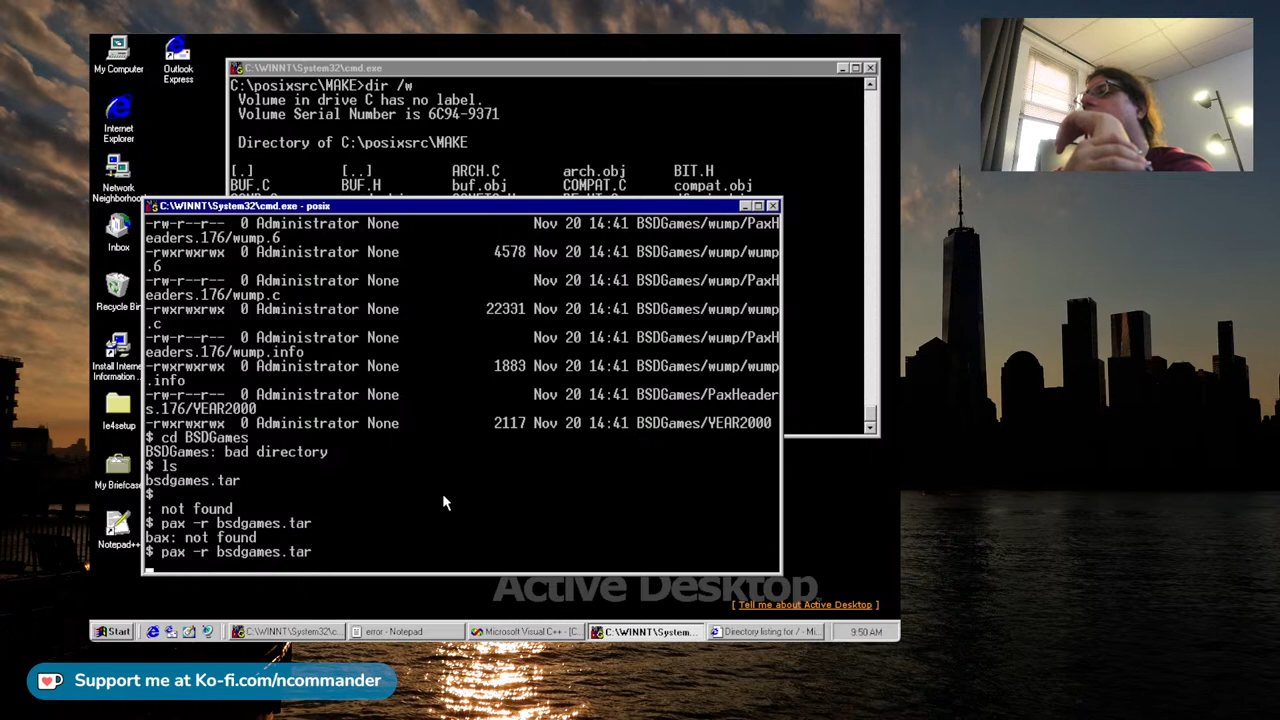 My Computer
Outlook
Express
Internet
Explorer
Network
Neighborhoo
Inbox
Recycle Bin
Install Interne
Information ..
ie4setup
My Briefcas
Notepad++
C:\WINNT\System32\cmd.exe
C:\posixsrc\MAKE>dir /w
Volume in drive C has no label.
Volume Serial Number is 6C94-9371
Directory of C:\posixsrc\MAKE
[.] [..] ARCH.C arch.obj BIT.H
BUF.C BUF.H buf.obj COMPAT.C compat.obj
C:\WINNT\System32\cmd.exe - posix
-rw-r--r-- 0 Administrator None Nov 20 14:41 BSDGames/wump/PaxH
eaders.176/wump.6
-rwxrwxrwx 0 Administrator None 4578 Nov 20 14:41 BSDGames/wump/wump
.6
-rw-r--r-- 0 Administrator None Nov 20 14:41 BSDGames/wump/PaxH
eaders.176/wump.c
-rwxrwxrwx 0 Administrator None 22331 Nov 20 14:41 BSDGames/wump/wump
.c
-rw-r--r-- 0 Administrator None Nov 20 14:41 BSDGames/wump/PaxH
eaders.176/wump.info
-rwxrwxrwx 0 Administrator None 1883 Nov 20 14:41 BSDGames/wump/wump
.info
-rw-r--r-- 0 Administrator None Nov 20 14:41 BSDGames/PaxHeader
s.176/YEAR2000
-rwxrwxrwx 0 Administrator None 2117 Nov 20 14:41 BSDGames/YEAR2000
$ cd BSDGames
BSDGames: bad directory
$ ls
bsdgames.tar
$
: not found
$ pax -r bsdgames.tar
bax: not found
$ pax -r bsdgames.tar
Active Desktop
[ Tell me about Active Desktop ]
Start
C:\WINNT\System32\c...
error - Notepad
Microsoft Visual C++ - [C...
C:\WINNT\System...
Directory listing for / - Mi...
9:50 AM
Support me at Ko-fi.com/ncommander